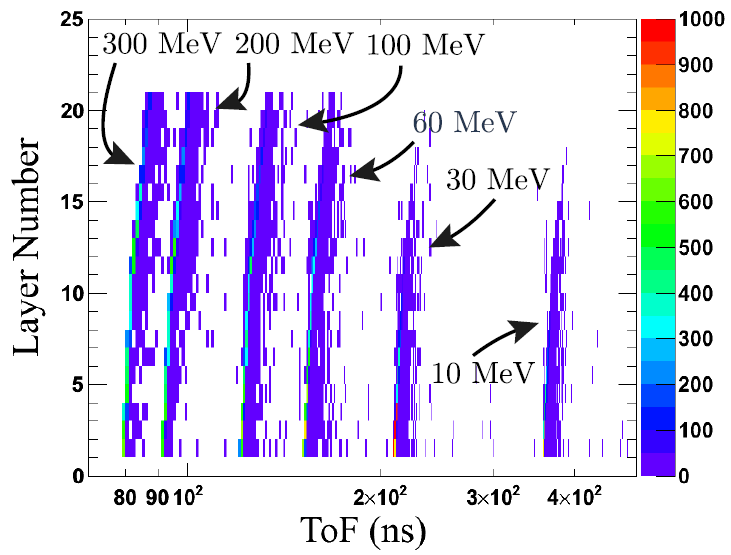 25
1000
300 MeV
200 MeV
100 MeV
900
20
60 MeV
800
700
30 MeV
15
600
Layer Number
500
10
400
10 MeV
300
5
200
100
0
0
80
90
10²
2×10²
3×10²
4×10²
ToF (ns)